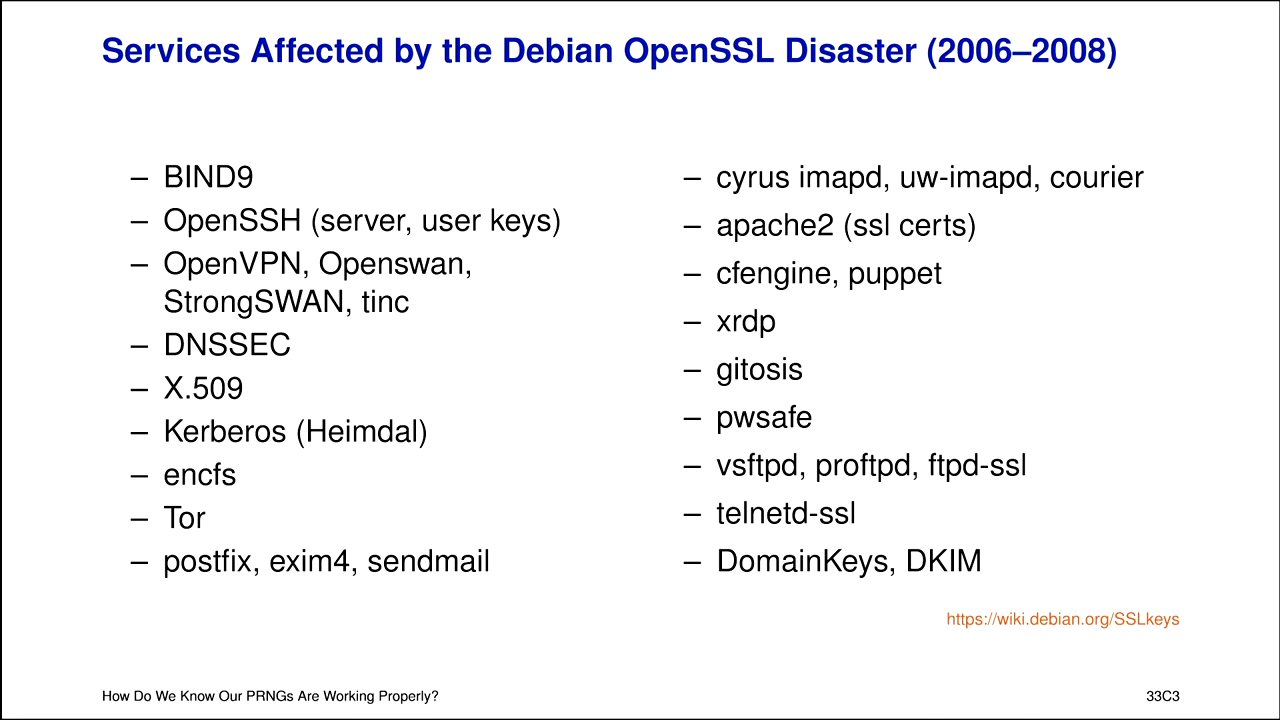 Services Affected by the Debian OpenSSL Disaster (2006–2008)
– BIND9
– OpenSSH (server, user keys)
– OpenVPN, Openswan,
StrongSWAN, tinc
– DNSSEC
– X.509
– Kerberos (Heimdal)
– encfs
– Tor
– postfix, exim4, sendmail
– cyrus imapd, uw-imapd, courier
– apache2 (ssl certs)
– cfengine, puppet
– xrdp
– gitosis
– pwsafe
– vsftpd, proftpd, ftpd-ssl
– telnetd-ssl
– DomainKeys, DKIM
https://wiki.debian.org/SSLkeys
How Do We Know Our PRNGs Are Working Properly?
33C3